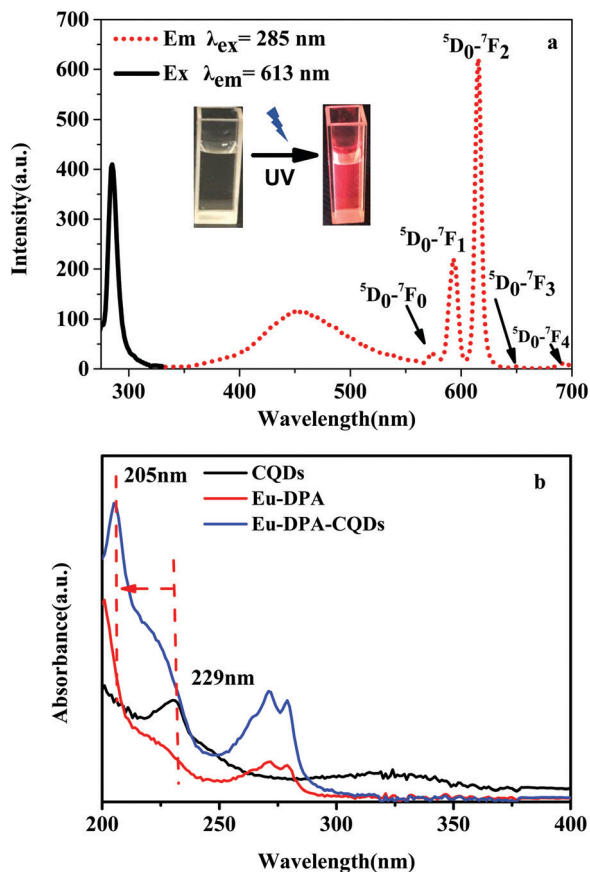 Em λex= 285 nm
Ex λem= 613 nm
a
⁵D₀-⁷F₂
UV
⁵D₀-⁷F₁
⁵D₀-⁷F₀
⁵D₀-⁷F₃
⁵D₀-⁷F₄
Intensity(a.u.)
700
600
500
400
300
200
100
0
300
400
500
600
700
Wavelength(nm)
205nm
CQDs
Eu-DPA
Eu-DPA-CQDs
b
229nm
Absorbance(a.u.)
200
250
300
350
400
Wavelength(nm)